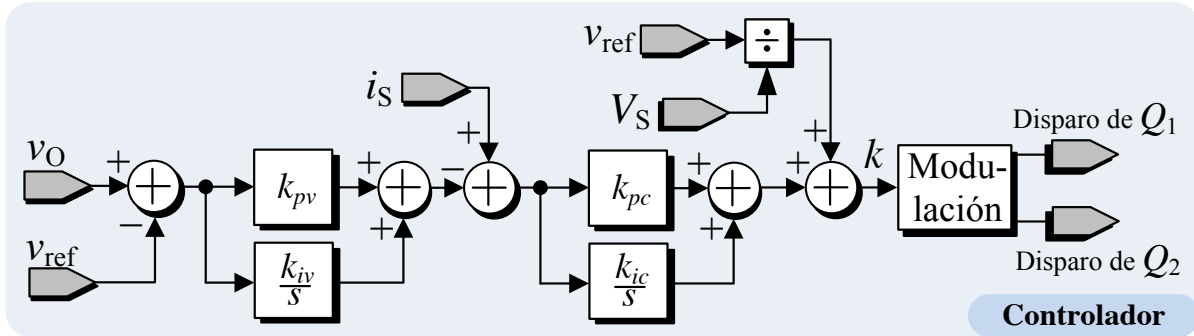 v_ref
÷
V_S
i_S
v_O
+
−
v_ref
+
k_pv
k_iv/s
+
+
+
−
+
+
k_pc
k_ic/s
+
+
+
+
+
+
k
Modu-
lación
Disparo de Q_1
Disparo de Q_2
Controlador